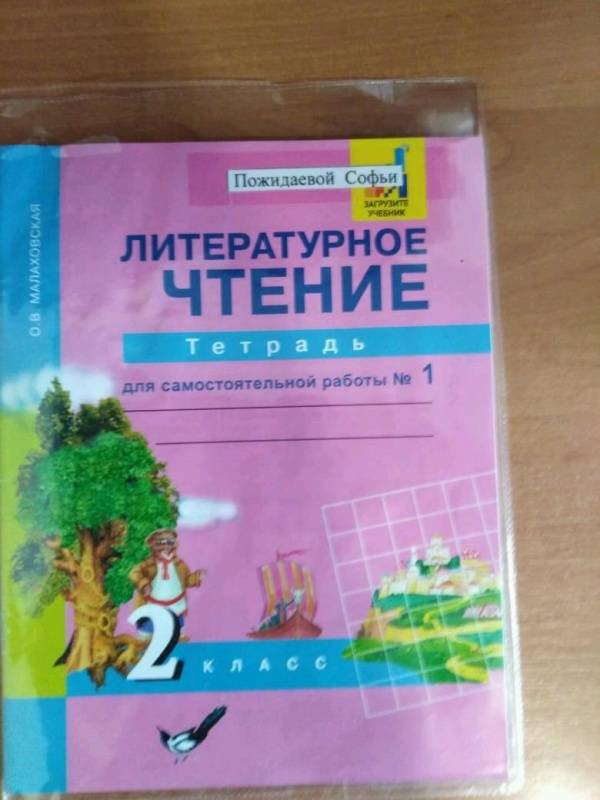 Пожидаевой Софьи
ЗАГРУЗИТЕ
УЧЕБНИК
О.В. МАЛАХОВСКАЯ
ЛИТЕРАТУРНОЕ
ЧТЕНИЕ
Тетрадь
для самостоятельной работы № 1
2 КЛАСС